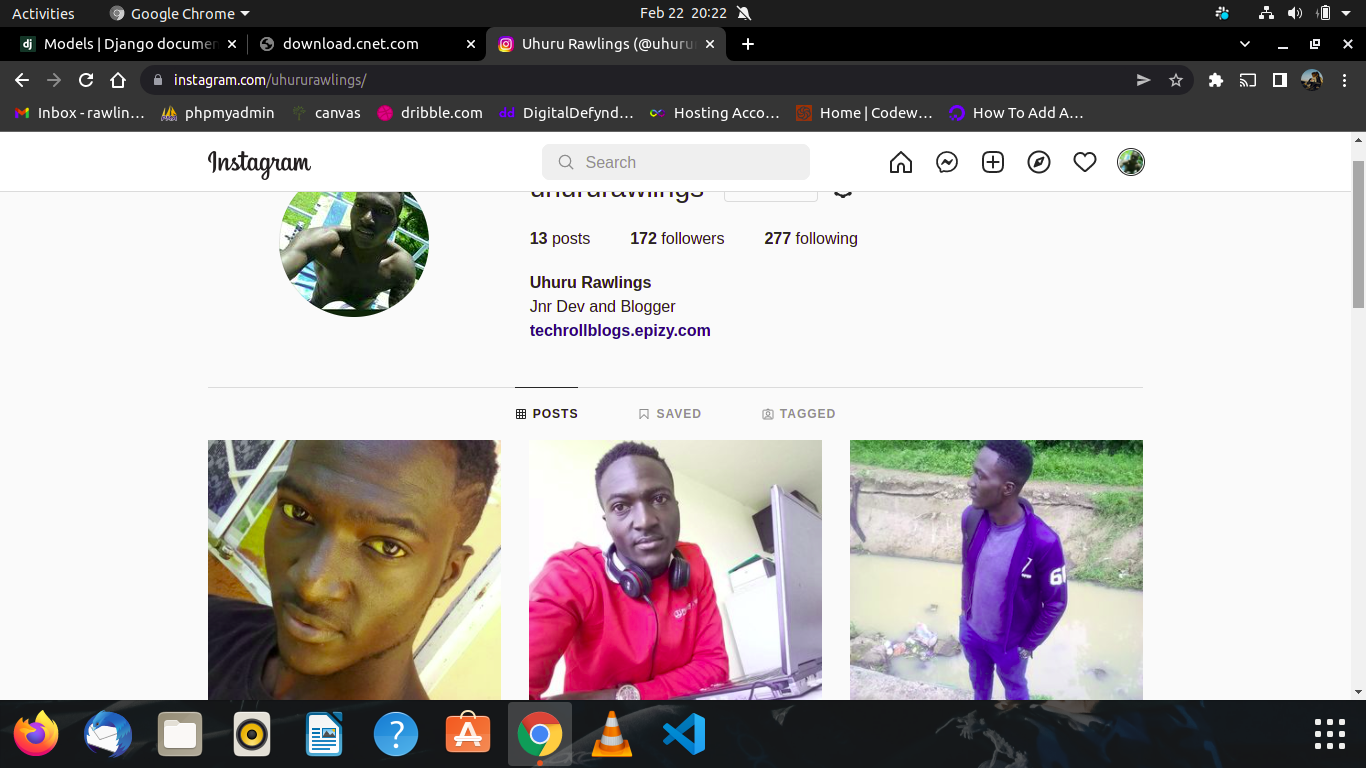 Activities Google Chrome Feb 22 20:22
Models | Django documen download.cnet.com Uhuru Rawlings (@uhurur
instagram.com/uhururawlings/
Inbox - rawlin… phpmyadmin canvas dribble.com DigitalDefynd… Hosting Acco… Home | Codew… How To Add A…
Instagram Search
uhururawlings
13 posts 172 followers 277 following
Uhuru Rawlings
Jnr Dev and Blogger
techrollblogs.epizy.com
POSTS SAVED TAGGED